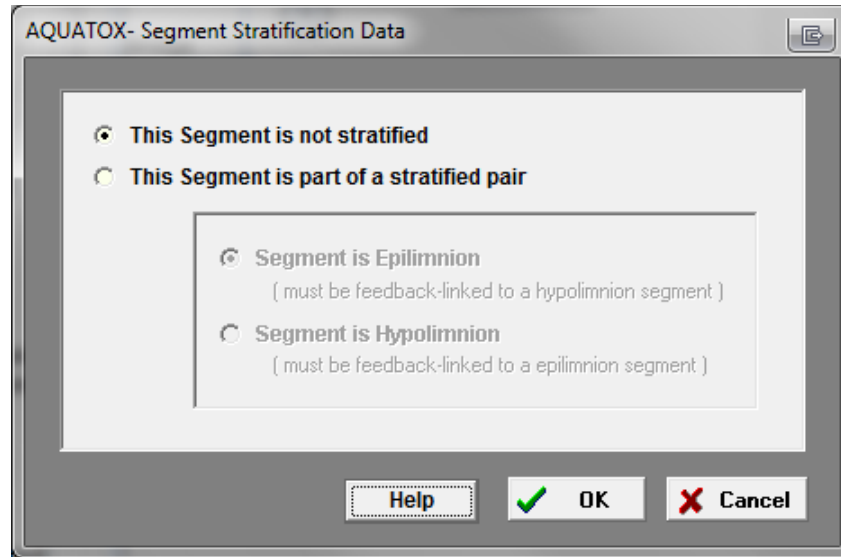 AQUATOX- Segment Stratification Data
This Segment is not stratified
This Segment is part of a stratified pair
Segment is Epilimnion
( must be feedback-linked to a hypolimnion segment )
Segment is Hypolimnion
( must be feedback-linked to a epilimnion segment )
Help OK Cancel